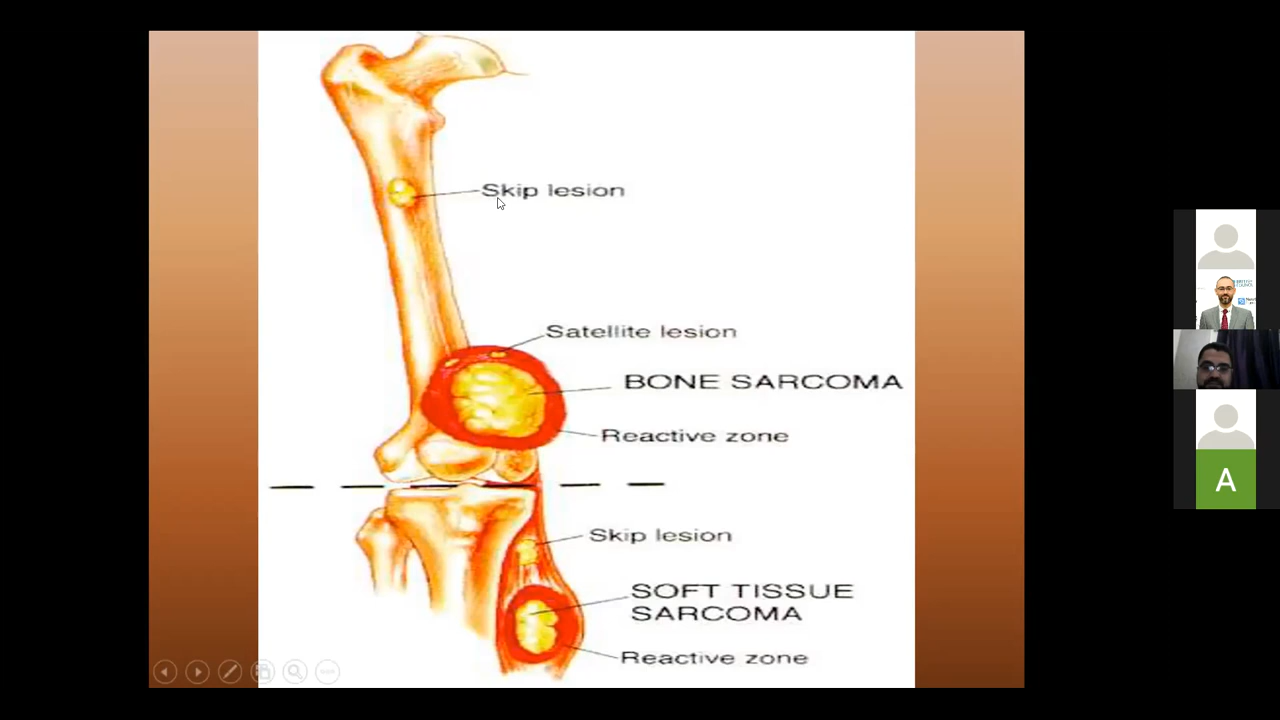 Skip lesion
Satellite lesion
BONE SARCOMA
Reactive zone
Skip lesion
SOFT TISSUE
SARCOMA
Reactive zone
A